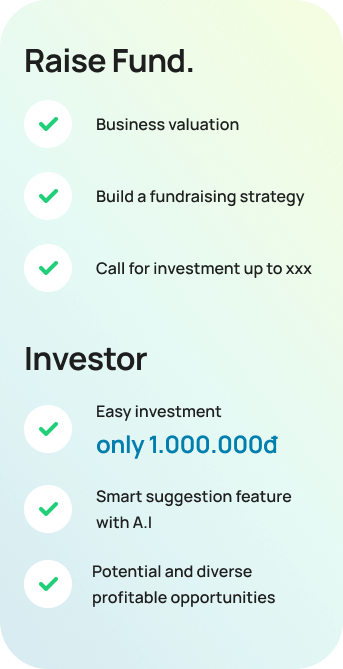 Raise Fund.
Business valuation
Build a fundraising strategy
Call for investment up to xxx
Investor
Easy investment
only 1.000.000đ
Smart suggestion feature
with A.I
Potential and diverse
profitable opportunities